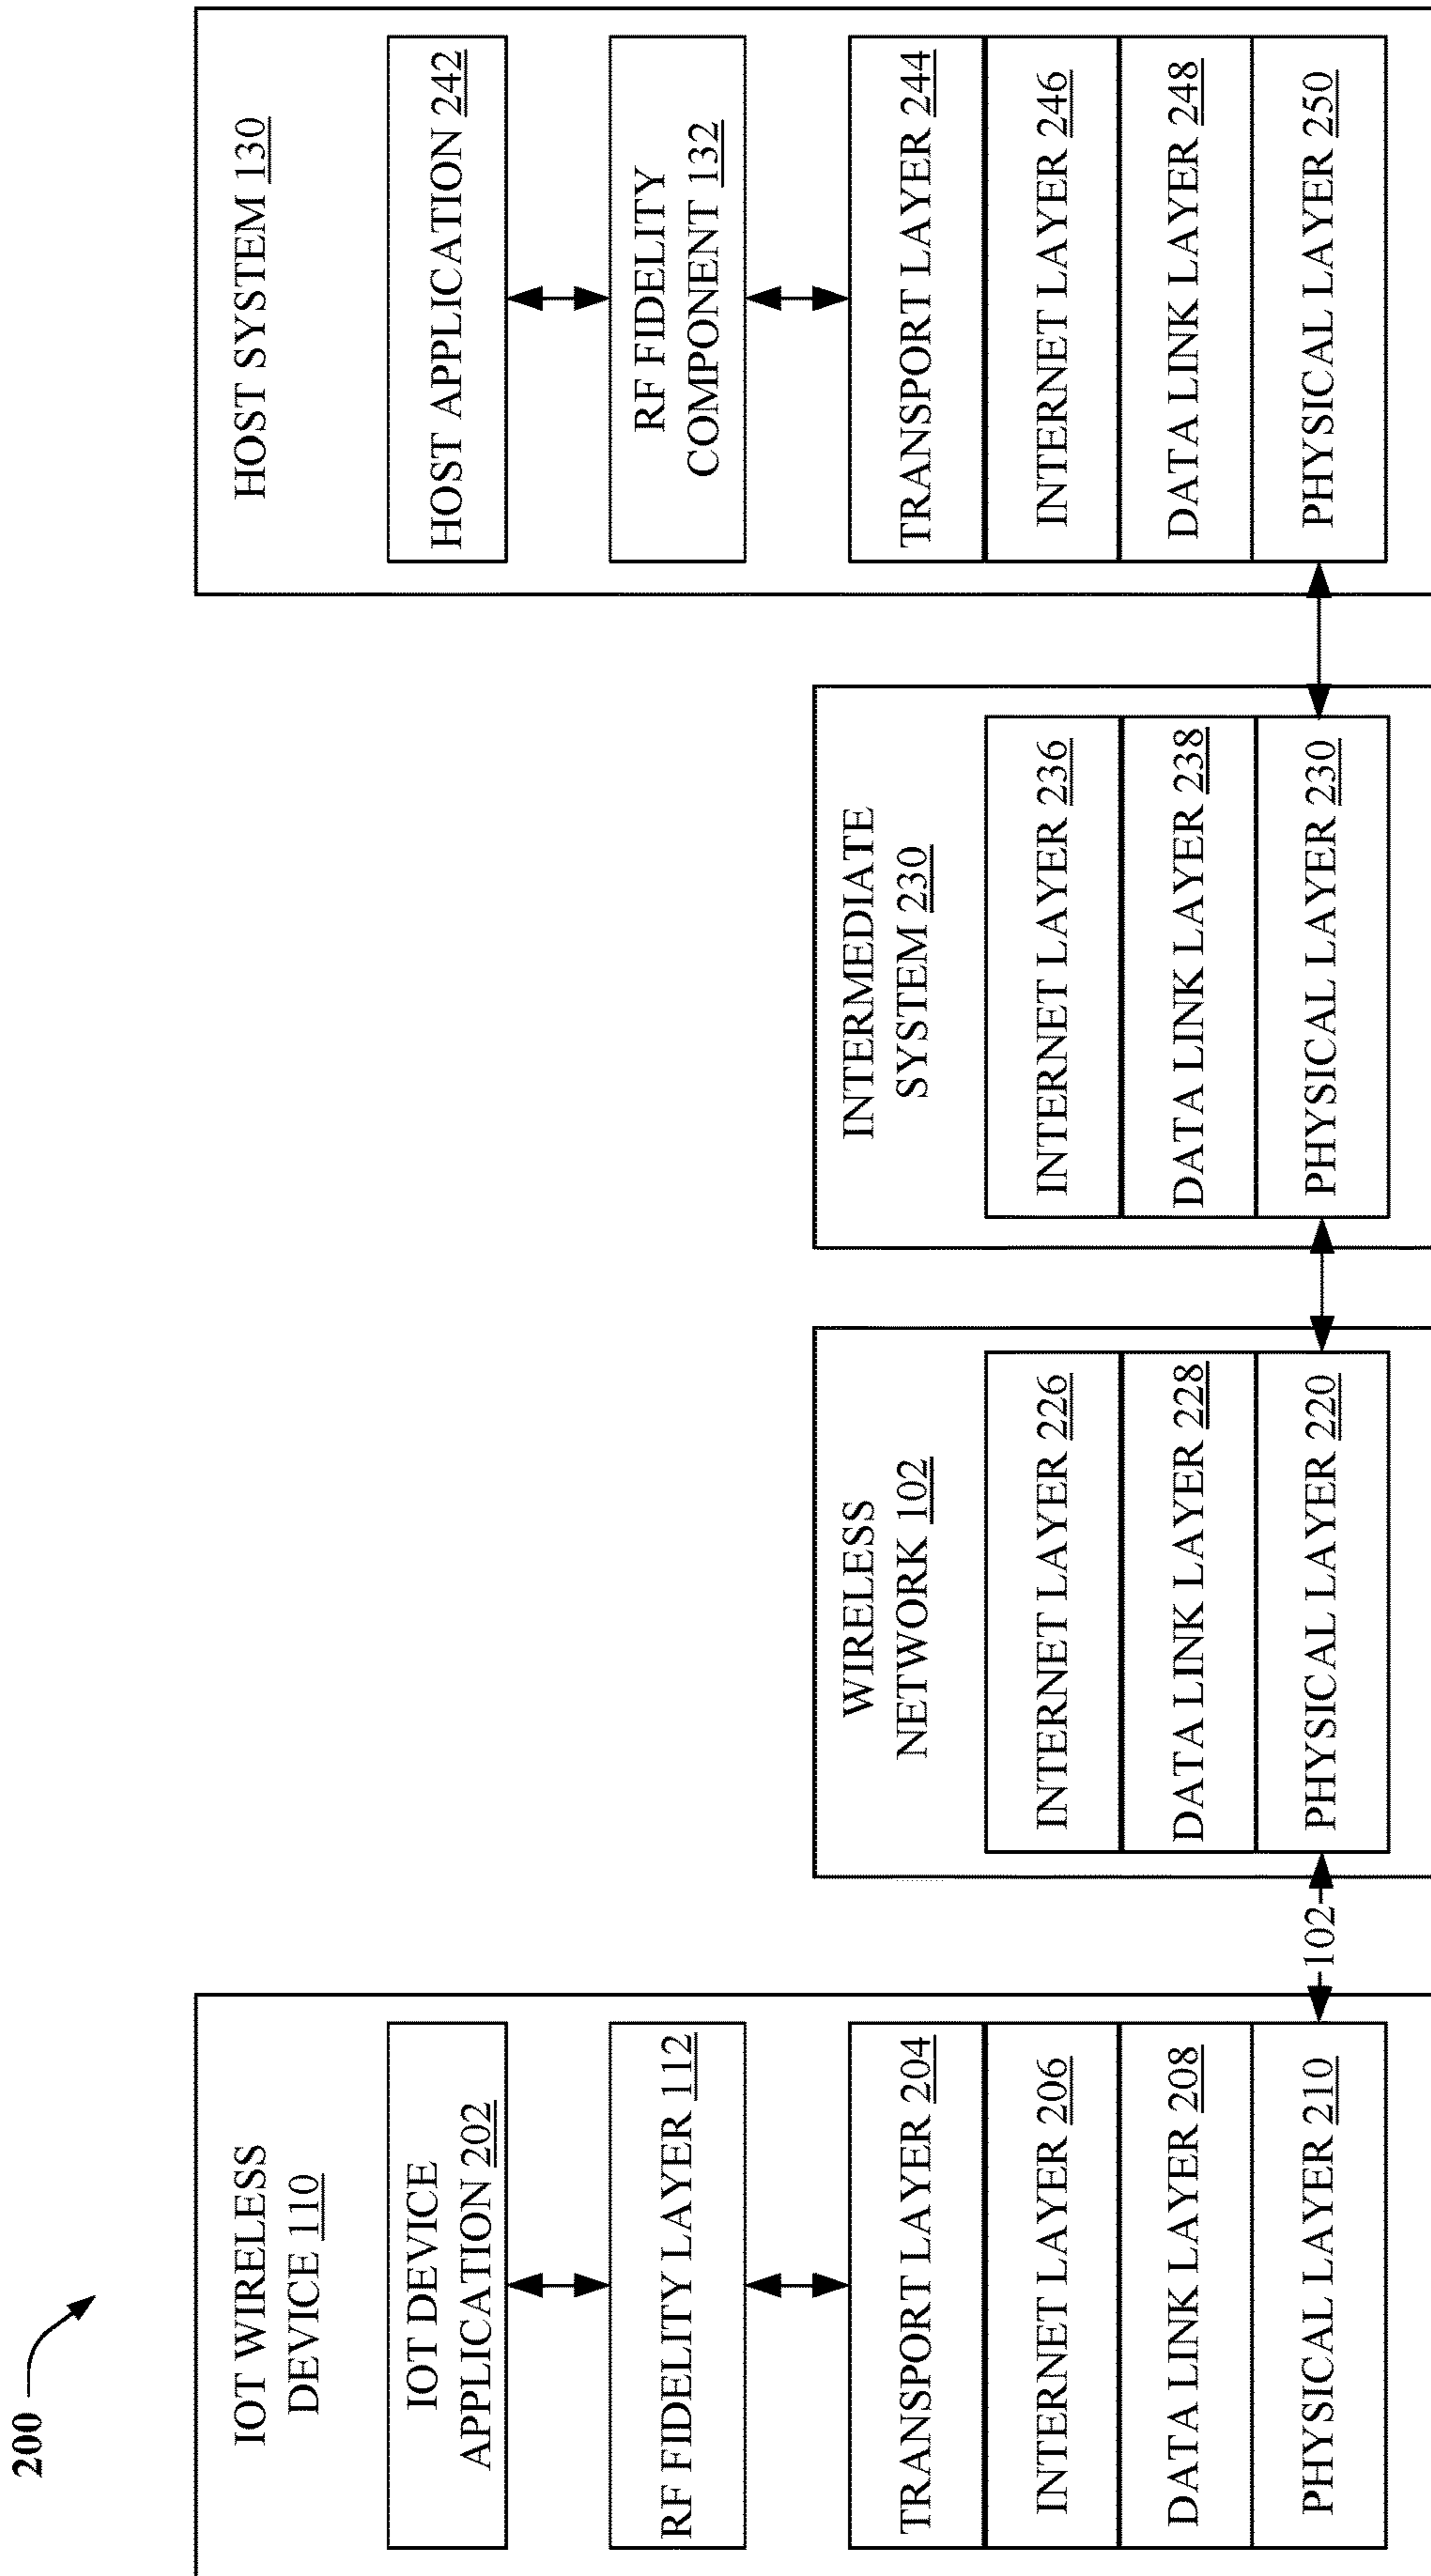 200
IOT WIRELESS
DEVICE 110
IOT DEVICE
APPLICATION 202
RF FIDELITY LAYER 112
TRANSPORT LAYER 204
INTERNET LAYER 206
DATA LINK LAYER 208
PHYSICAL LAYER 210
102
WIRELESS
NETWORK 102
INTERNET LAYER 226
DATA LINK LAYER 228
PHYSICAL LAYER 220
INTERMEDIATE
SYSTEM 230
INTERNET LAYER 236
DATA LINK LAYER 238
PHYSICAL LAYER 230
HOST SYSTEM 130
HOST APPLICATION 242
RF FIDELITY
COMPONENT 132
TRANSPORT LAYER 244
INTERNET LAYER 246
DATA LINK LAYER 248
PHYSICAL LAYER 250